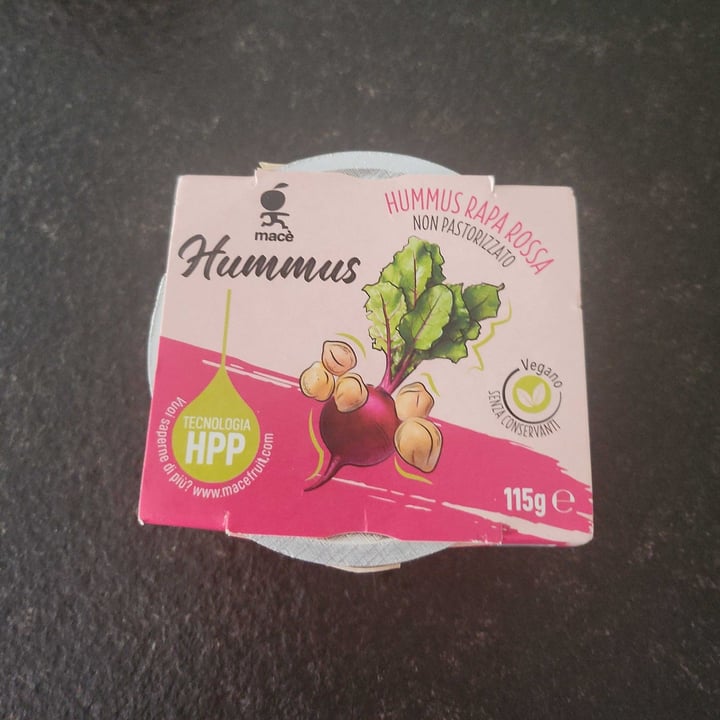 macè
Hummus
HUMMUS RAPA ROSSA
NON PASTORIZZATO
Vegano
SENZA CONSERVANTI
TECNOLOGIA
HPP
Vuoi saperne di più? www.macefruit.com
115g ℮